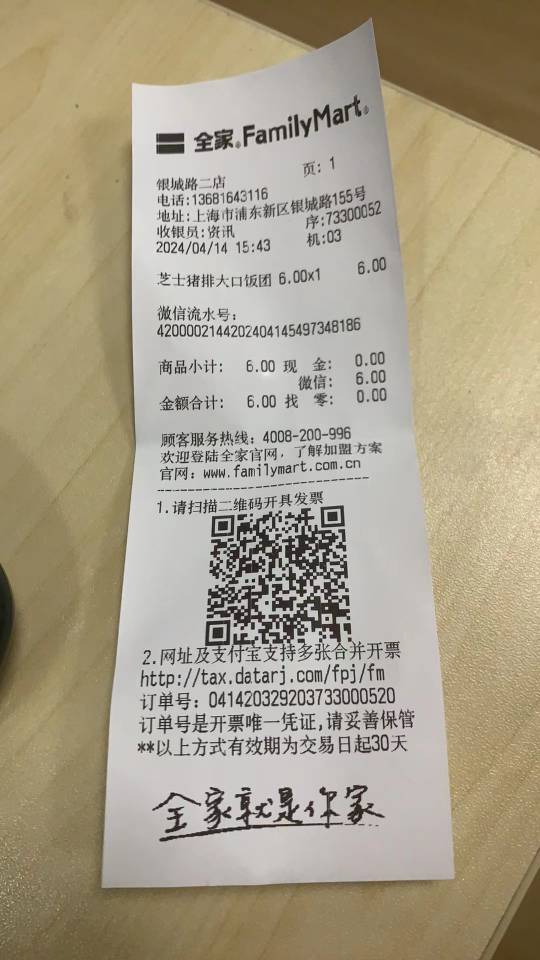 全家 FamilyMart
页: 1
银城路二店
电话:13681643116
地址:上海市浦东新区银城路155号
收银员:资讯 序:73300052
2024/04/14 15:43 机:03
芝士猪排大口饭团 6.00x1 6.00
微信流水号:
4200002144202404145497348186
商品小计: 6.00 现 金: 0.00
微信: 6.00
金额合计: 6.00 找 零: 0.00
顾客服务热线: 4008-200-996
欢迎登陆全家官网,了解加盟方案
官网: www.familymart.com.cn
1.请扫描二维码开具发票
2.网址及支付宝支持多张合并开票
http://tax.datarj.com/fpj/fm
订单号: 041420329203733000520
订单号是开票唯一凭证,请妥善保管
**以上方式有效期为交易日起30天
全家就是你家